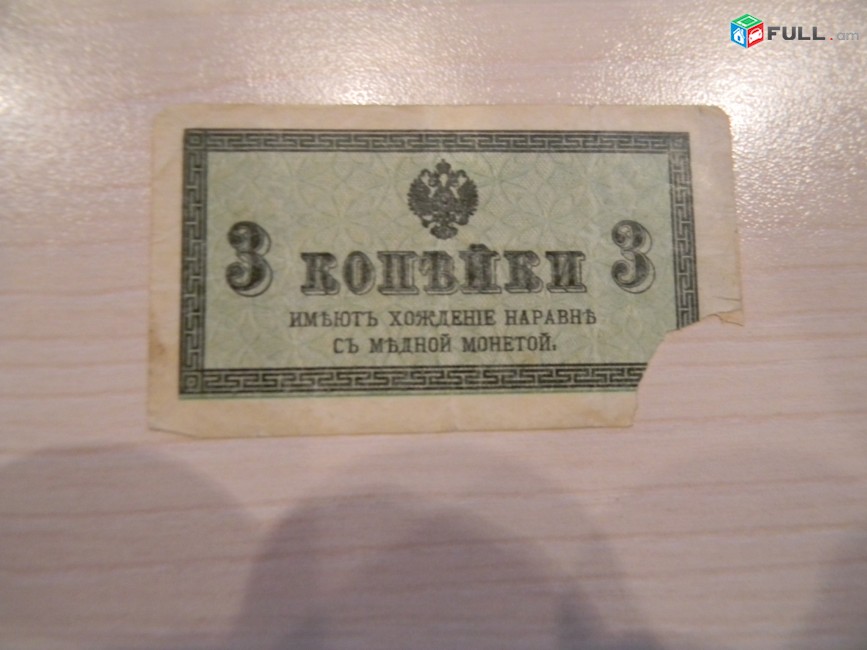 FULL.am
3 КОПѢЙКИ 3
ИМѢЮТЪ ХОЖДЕНІЕ НАРАВНѢ
СЪ МѢДНОЙ МОНЕТОЙ.